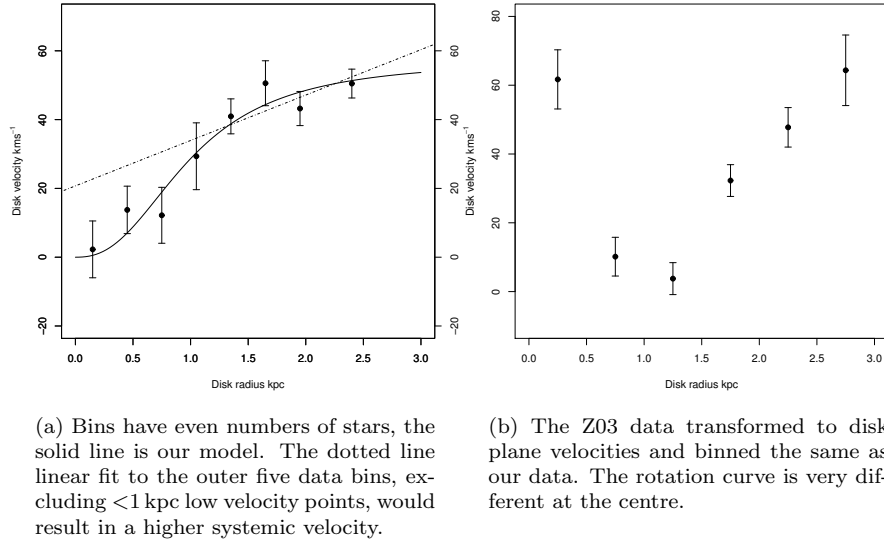 60
40
20
0
−20
Disk velocity kms⁻¹
60
40
20
0
−20
0.0 0.5 1.0 1.5 2.0 2.5 3.0
Disk radius kpc
80
60
40
20
0
Disk velocity kms⁻¹
0.0 0.5 1.0 1.5 2.0 2.5 3.0
Disk radius kpc
(a) Bins have even numbers of stars, the
solid line is our model. The dotted line
linear fit to the outer five data bins, ex-
cluding <1 kpc low velocity points, would
result in a higher systemic velocity.
(b) The Z03 data transformed to disk
plane velocities and binned the same as
our data. The rotation curve is very dif-
ferent at the centre.